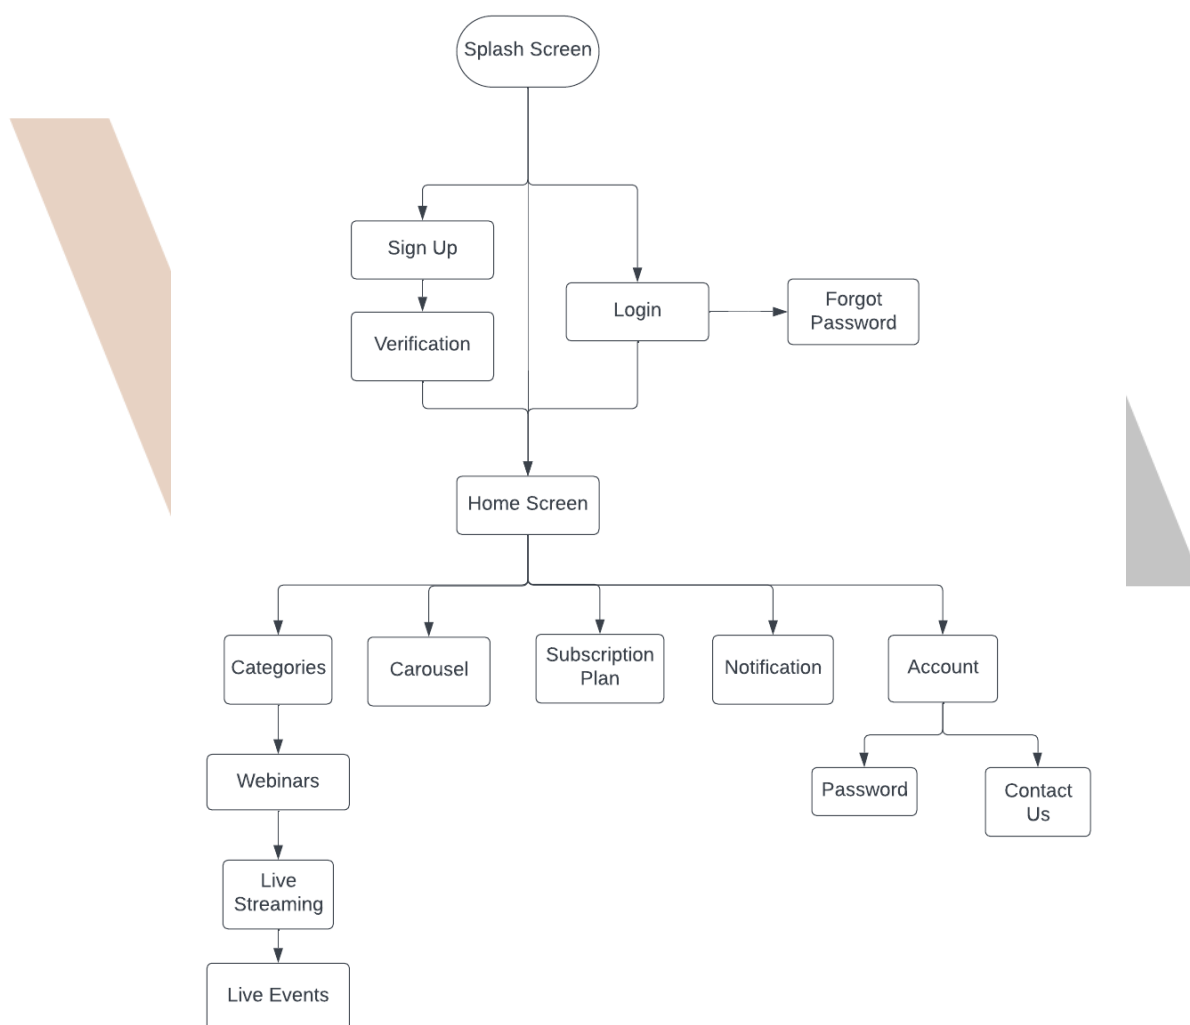 Splash Screen
Sign Up
Login
Forgot
Password
Verification
Home Screen
Categories
Carousel
Subscription
Plan
Notification
Account
Webinars
Password
Contact
Us
Live
Streaming
Live Events